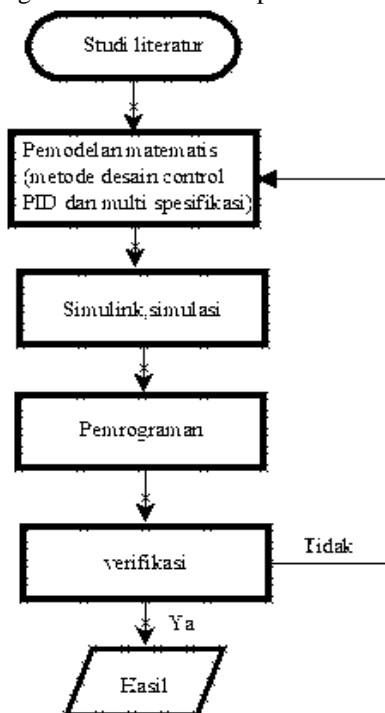 Studi literatur
Pemodelan matematis
(metode desain control
PID dan multi spesifikasi)
Simulink,simulasi
Pemrograman
verifikasi
Tidak
Ya
Hasil